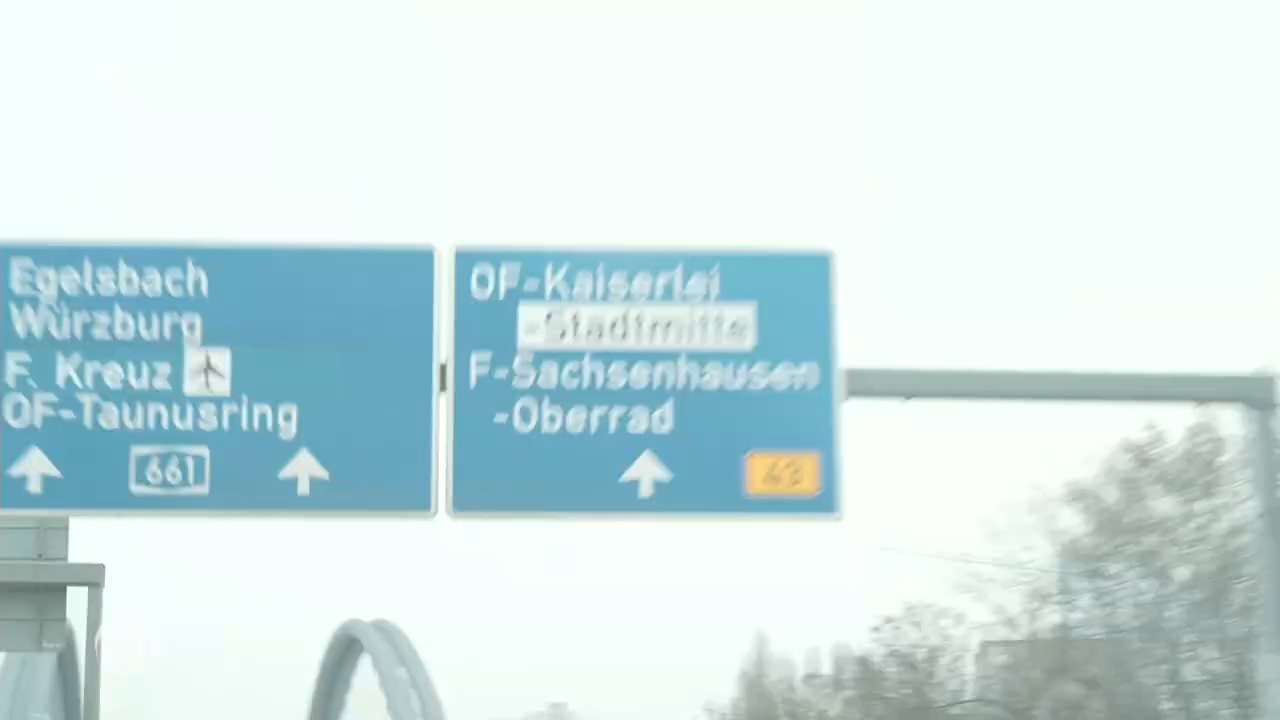 Egelsbach
Würzburg
F. Kreuz
OF-Taunusring
661
OF-Kaiserlei
-Stadtmitte
F-Sachsenhausen
-Oberrad
43